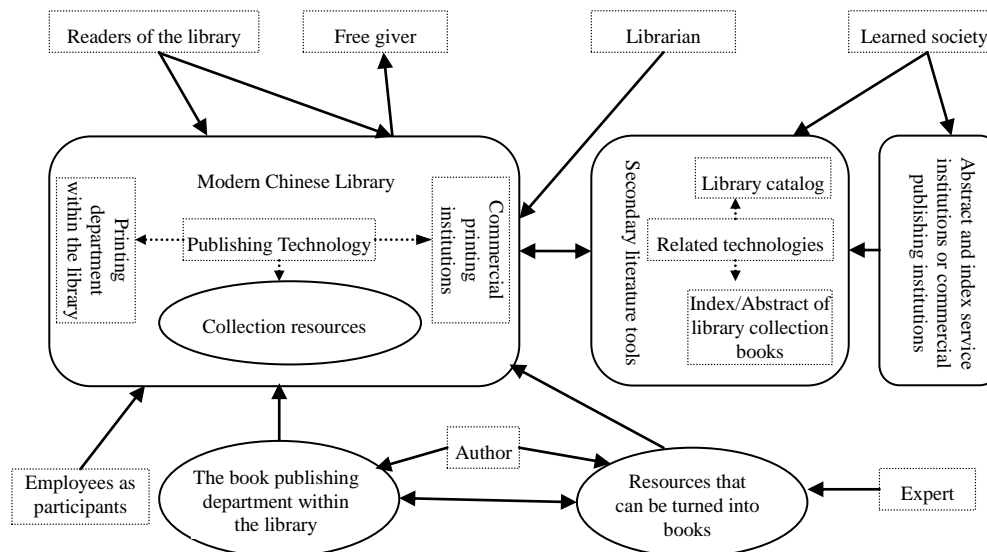 Readers of the library
Free giver
Librarian
Learned society
Modern Chinese Library
Printing
department
within the library
Publishing Technology
Commercial
printing
institutions
Collection resources
Secondary literature tools
Library catalog
Related technologies
Index/Abstract of
library collection
books
Abstract and index service
institutions or commercial
publishing institutions
Employees as
participants
The book publishing
department within
the library
Author
Resources that
can be turned into
books
Expert